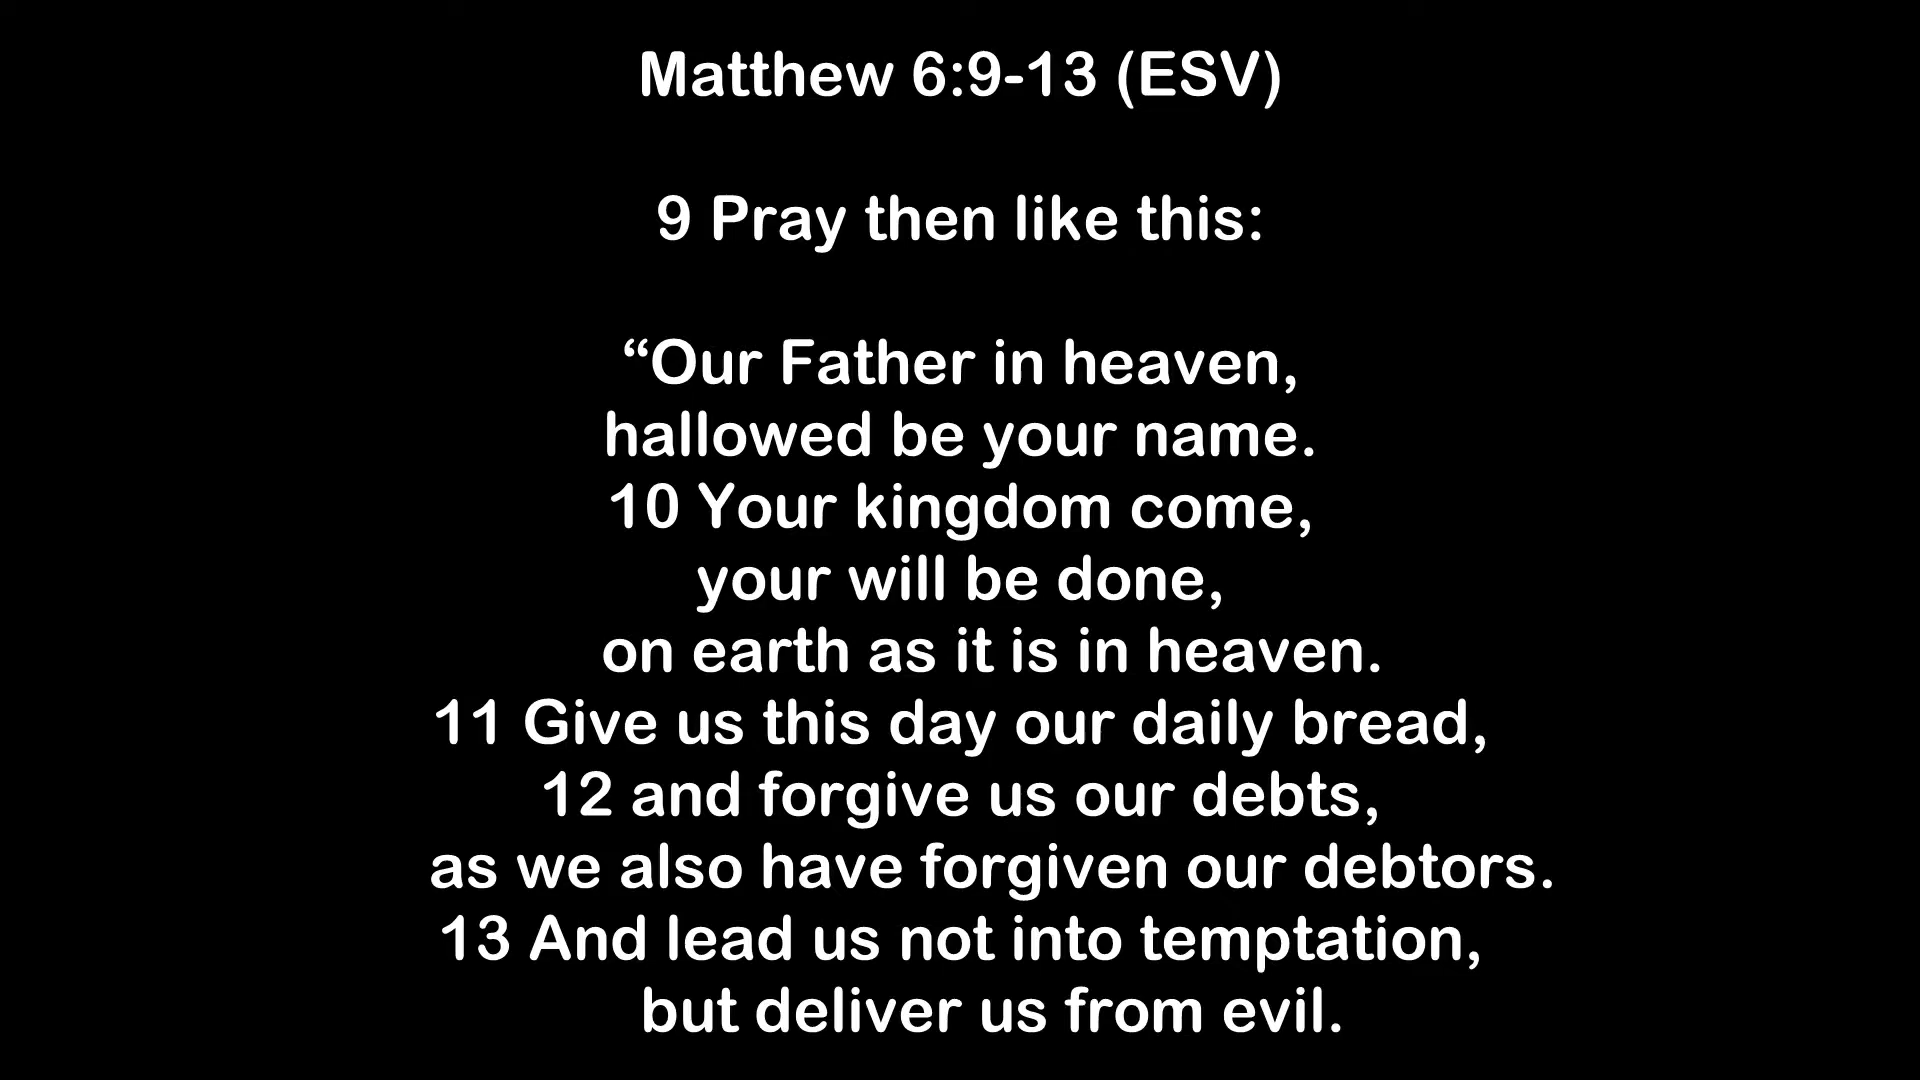 Matthew 6:9-13 (ESV)
9 Pray then like this:
“Our Father in heaven,
hallowed be your name.
10 Your kingdom come,
your will be done,
on earth as it is in heaven.
11 Give us this day our daily bread,
12 and forgive us our debts,
as we also have forgiven our debtors.
13 And lead us not into temptation,
but deliver us from evil.